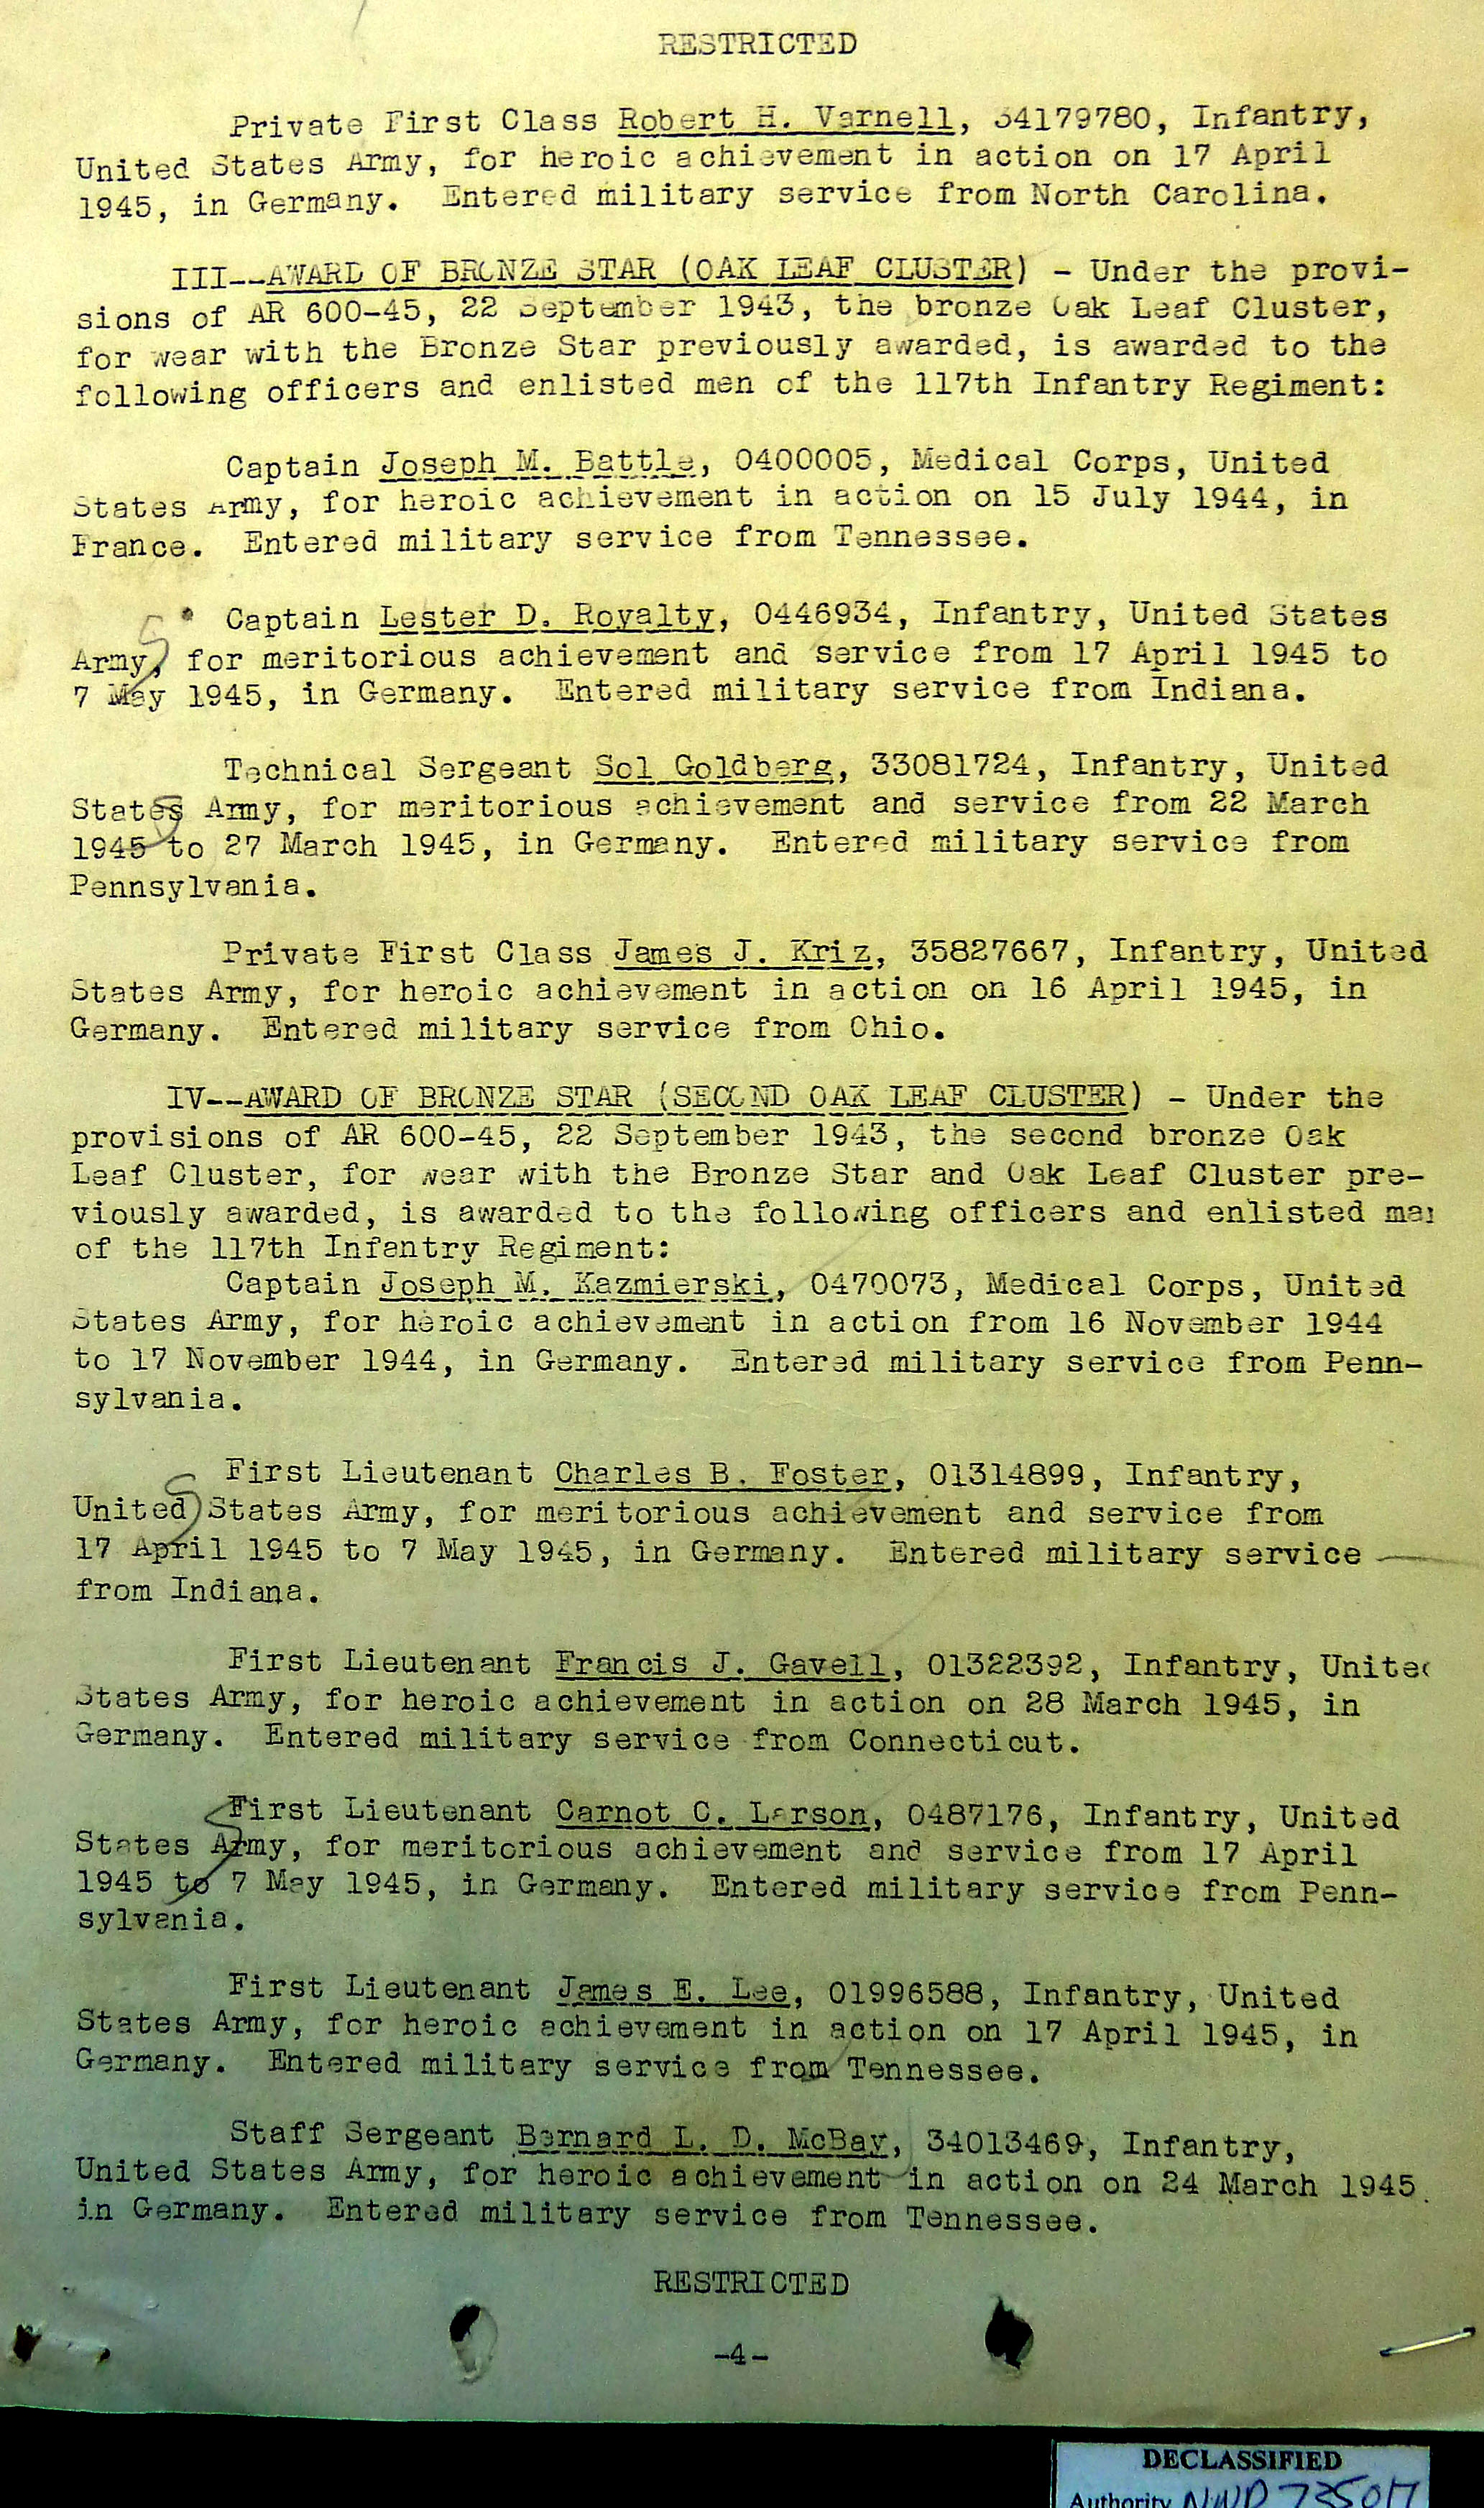 RESTRICTED
Private First Class Robert H. Varnell, 34179780, Infantry,
United States Army, for heroic achievement in action on 17 April
1945, in Germany. Entered military service from North Carolina.
III--AWARD OF BRONZE STAR (OAK LEAF CLUSTER) - Under the provi-
sions of AR 600-45, 22 September 1943, the bronze Oak Leaf Cluster,
for wear with the Bronze Star previously awarded, is awarded to the
following officers and enlisted men of the 117th Infantry Regiment:
Captain Joseph M. Battle, 0400005, Medical Corps, United
States Army, for heroic achievement in action on 15 July 1944, in
France. Entered military service from Tennessee.
Captain Lester D. Royalty, 0446934, Infantry, United States
Army, for meritorious achievement and service from 17 April 1945 to
7 May 1945, in Germany. Entered military service from Indiana.
Technical Sergeant Sol Goldberg, 33081724, Infantry, United
States Army, for meritorious achievement and service from 22 March
1945 to 27 March 1945, in Germany. Entered military service from
Pennsylvania.
Private First Class James J. Kriz, 35827667, Infantry, United
States Army, for heroic achievement in action on 16 April 1945, in
Germany. Entered military service from Ohio.
IV--AWARD OF BRONZE STAR (SECOND OAK LEAF CLUSTER) - Under the
provisions of AR 600-45, 22 September 1943, the second bronze Oak
Leaf Cluster, for wear with the Bronze Star and Oak Leaf Cluster pre-
viously awarded, is awarded to the following officers and enlisted
of the 117th Infantry Regiment:
Captain Joseph M. Kazmierski, 0470073, Medical Corps, United
States Army, for heroic achievement in action from 16 November 1944
to 17 November 1944, in Germany. Entered military service from Penn-
sylvania.
First Lieutenant Charles B. Foster, 01314899, Infantry,
United States Army, for meritorious achievement and service from
17 April 1945 to 7 May 1945, in Germany. Entered military service
from Indiana.
First Lieutenant Francis J. Gavell, 01322392, Infantry, United
States Army, for heroic achievement in action on 28 March 1945, in
Germany. Entered military service from Connecticut.
First Lieutenant Carnot C. Larson, 0487176, Infantry, United
States Army, for meritorious achievement and service from 17 April
1945 to 7 May 1945, in Germany. Entered military service from Penn-
sylvania.
First Lieutenant James E. Lee, 01996588, Infantry, United
States Army, for heroic achievement in action on 17 April 1945, in
Germany. Entered military service from Tennessee.
Staff Sergeant Bernard L. D. McBay, 34013469, Infantry,
United States Army, for heroic achievement in action on 24 March 1945
in Germany. Entered military service from Tennessee.
RESTRICTED
-4-
DECLASSIFIED
Authority NND 735017